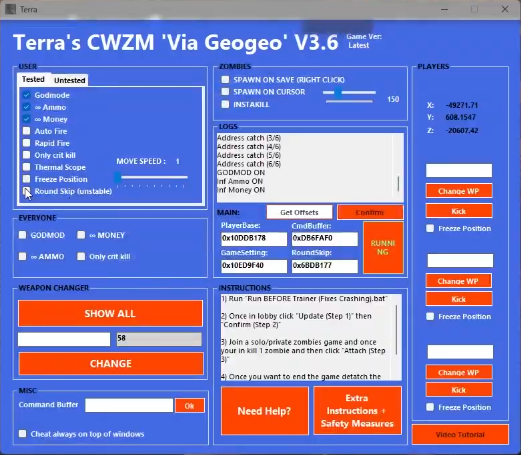 Terra
Terra's CWZM 'Via Geogeo' V3.6
Game Ver:
Latest
USER
Tested
Untested
Godmode
∞ Ammo
∞ Money
Auto Fire
Rapid Fire
Only crit kill
Thermal Scope
Freeze Position
Round Skip (unstable)
MOVE SPEED : 1
EVERYONE
GODMOD
∞ MONEY
∞ AMMO
Only crit kill
WEAPON CHANGER
SHOW ALL
58
CHANGE
MISC
Command Buffer
Ok
Cheat always on top of windows
ZOMBIES
SPAWN ON SAVE (RIGHT CLICK)
SPAWN ON CURSOR
150
INSTAKILL
LOGS
Address catch (3/6)
Address catch (4/6)
Address catch (5/6)
Address catch (6/6)
GODMOD ON
Inf Ammo ON
Inf Money ON
MAIN:
Get Offsets
Confirm
PlayerBase:
CmdBuffer:
0x10DDB178
0xDB6FAF0
GameSetting:
RoundSkip:
0x10ED9F40
0x6BDB177
RUNNI
NG
INSTRUCTIONS
1) Run "Run BEFORE Trainer (Fixes Crashing).bat"
2) Once in lobby click "Update (Step 1)" then
"Confirm (Step 2)"
3) Join a solo/private zombies game and once
your in kill 1 zombie and then click "Attach (Step
3)"
4) Once you want to end the game detatch the
Need Help?
Extra
Instructions +
Safety Measures
PLAYERS
X: -49271.71
Y: 608.1547
Z: -20607.42
Change WP
Kick
Freeze Position
Change WP
Kick
Freeze Position
Change WP
Kick
Freeze Position
Video Tutorial